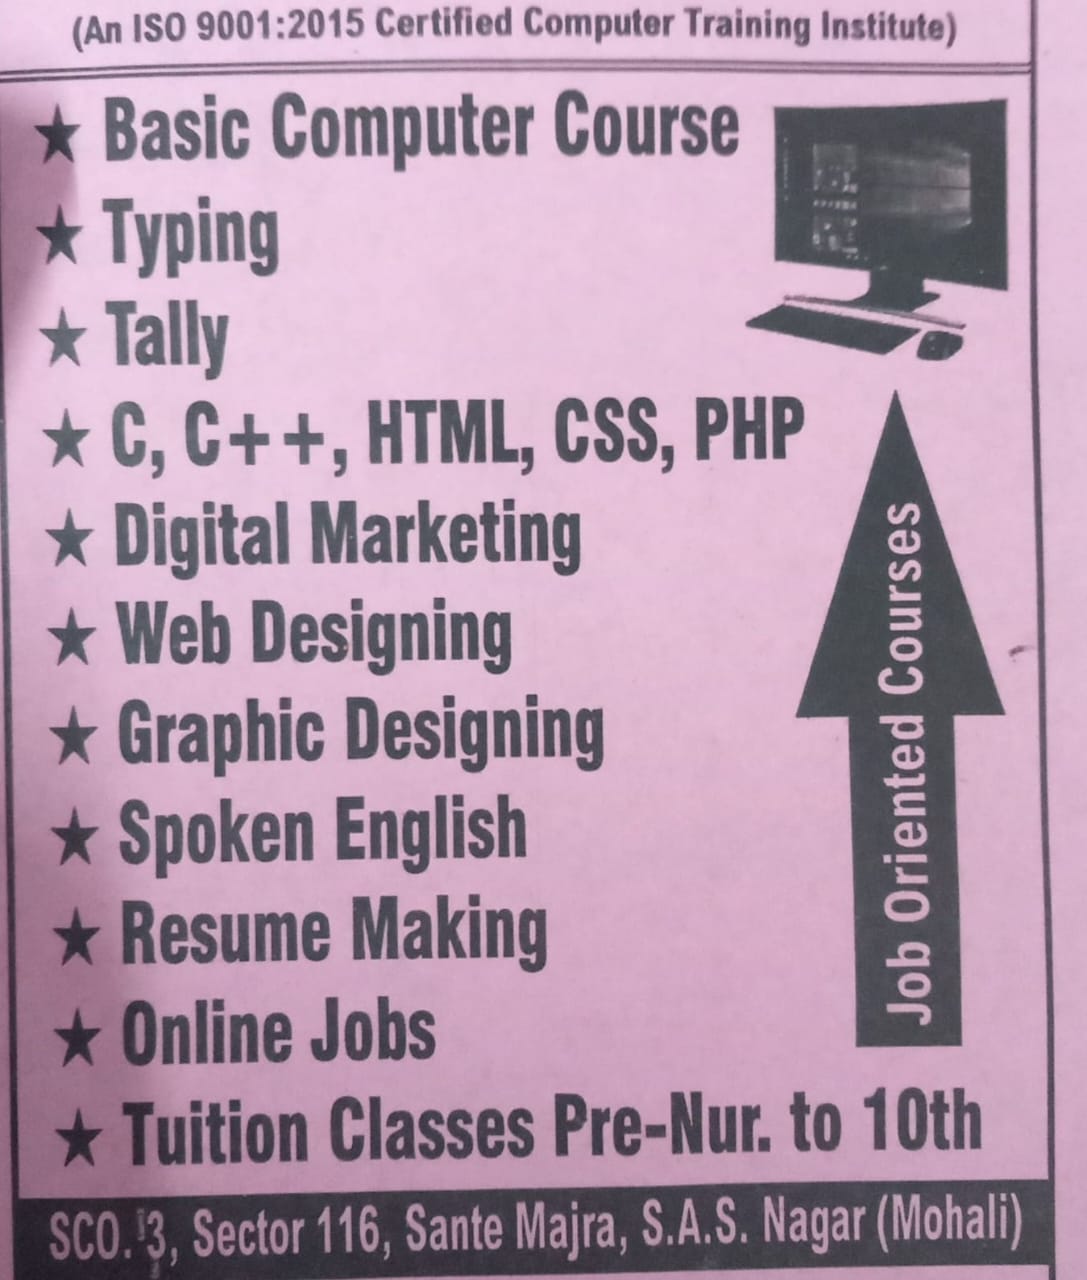 (An ISO 9001:2015 Certified Computer Training Institute)
★ Basic Computer Course
★ Typing
★ Tally
★ C, C++, HTML, CSS, PHP
★ Digital Marketing
★ Web Designing
★ Graphic Designing
★ Spoken English
★ Resume Making
★ Online Jobs
★ Tuition Classes Pre-Nur. to 10th
Job Oriented Courses
SCO. 3, Sector 116, Sante Majra, S.A.S. Nagar (Mohali)